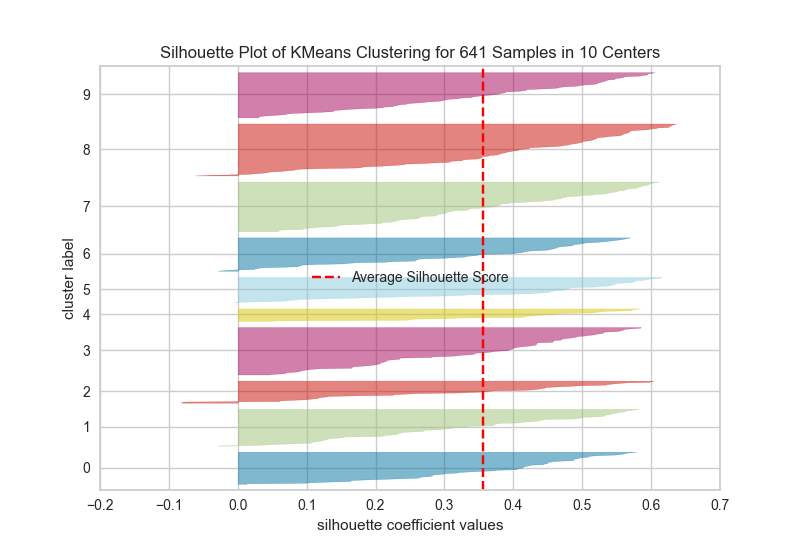 Silhouette Plot of KMeans Clustering for 641 Samples in 10 Centers
9
8
7
6
5
4
3
2
1
0
cluster label
Average Silhouette Score
−0.2 −0.1 0.0 0.1 0.2 0.3 0.4 0.5 0.6 0.7
silhouette coefficient values